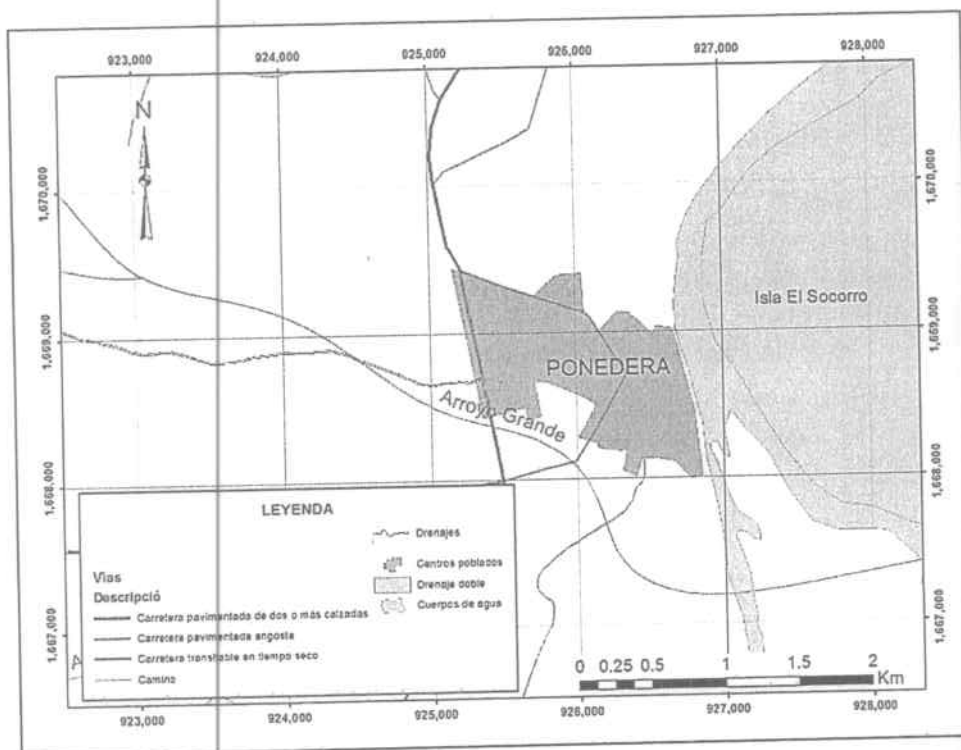 923,000 924,000 925,000 926,000 927,000 928,000
N
1,670,000 1,670,000
Isla El Socorro
1,669,000 1,669,000
PONEDERA
Arroyo Grande
1,668,000 1,668,000
LEYENDA
Drenajes
Centros poblados
Vias
Drenaje doble
Descripció
Cuerpos de agua
Carretera pavimentada de dos o más calzadas
Carretera pavimentada angosta
Carretera transitable en tiempo seco
Camino
1,667,000 1,667,000
A
0 0.25 0.5 1 1.5 2
Km
923,000 924,000 925,000 926,000 927,000 928,000